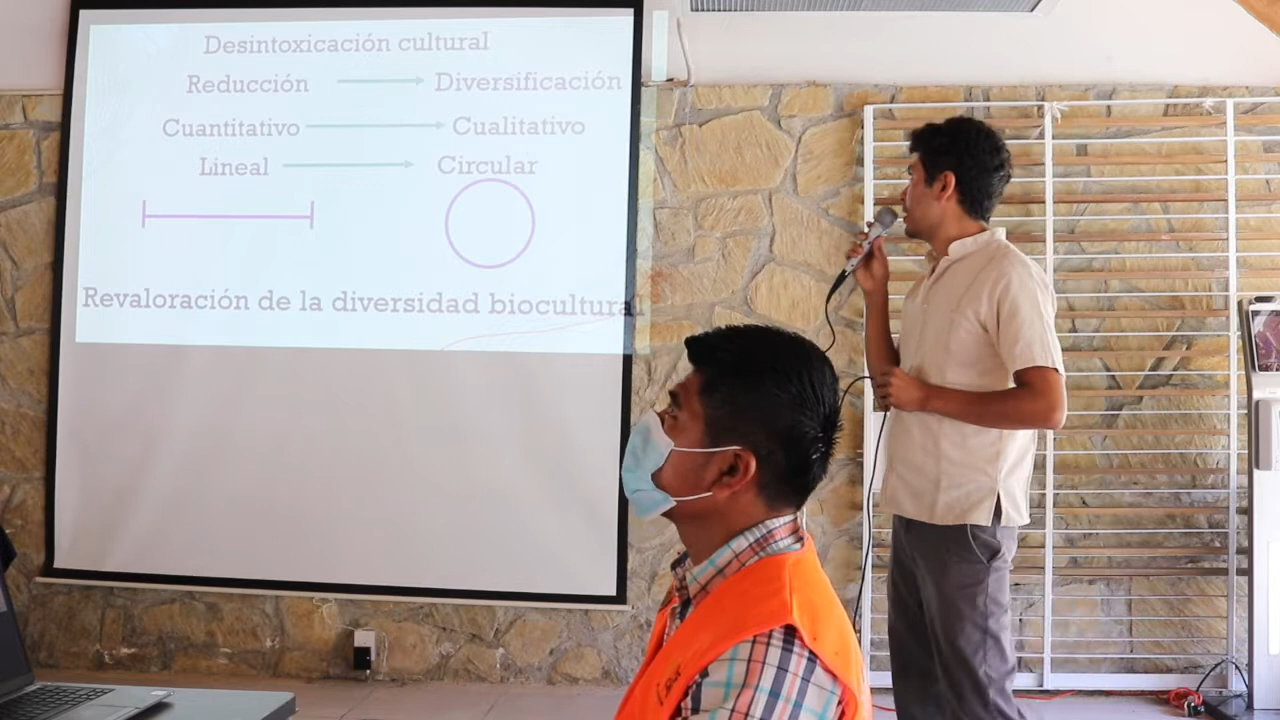 Desintoxicación cultural
Reducción Diversificación
Cuantitativo Cualitativo
Lineal Circular
Revaloración de la diversidad biocultural